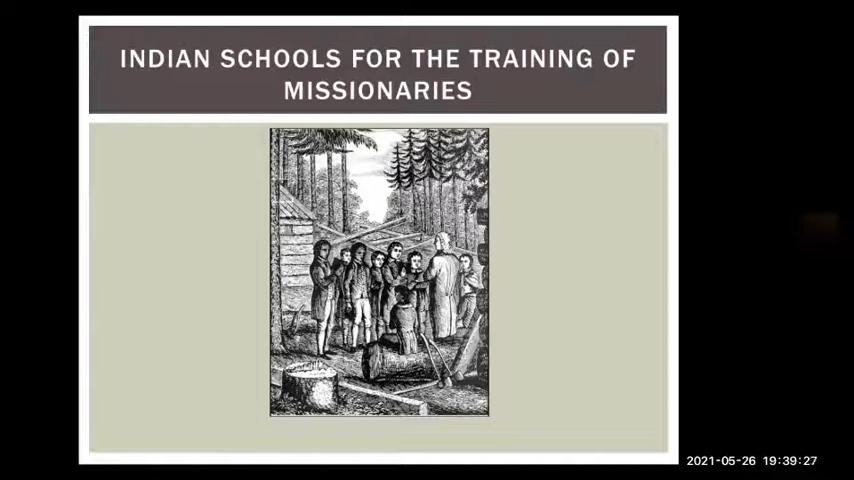 INDIAN SCHOOLS FOR THE TRAINING OF
MISSIONARIES
2021-05-26 19:39:27